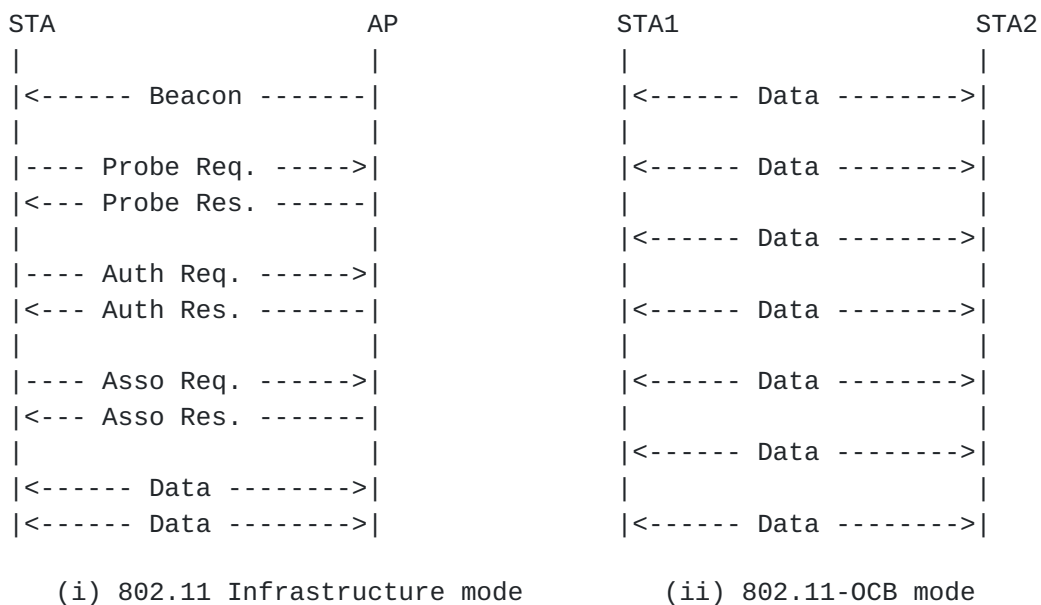 STA                    AP            STA1                   STA2
|                      |              |                      |
|<------ Beacon -------|              |<------ Data -------->|
|                      |              |                      |
|---- Probe Req. ----->|              |<------ Data -------->|
|<--- Probe Res. ------|              |                      |
|                      |              |<------ Data -------->|
|---- Auth Req. ------>|              |                      |
|<--- Auth Res. -------|              |<------ Data -------->|
|                      |              |                      |
|---- Asso Req. ------>|              |<------ Data -------->|
|<--- Asso Res. -------|              |                      |
|                      |              |<------ Data -------->|
|<------ Data -------->|              |                      |
|<------ Data -------->|              |<------ Data -------->|
(i) 802.11 Infrastructure mode         (ii) 802.11-OCB mode